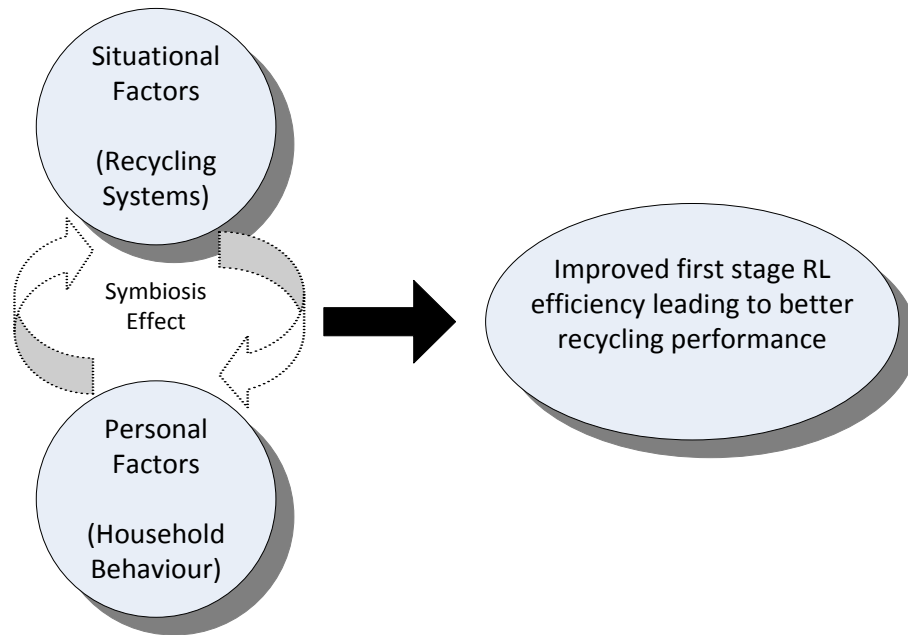 Situational
Factors
(Recycling
Systems)
Symbiosis
Effect
Personal
Factors
(Household
Behaviour)
Improved first stage RL
efficiency leading to better
recycling performance